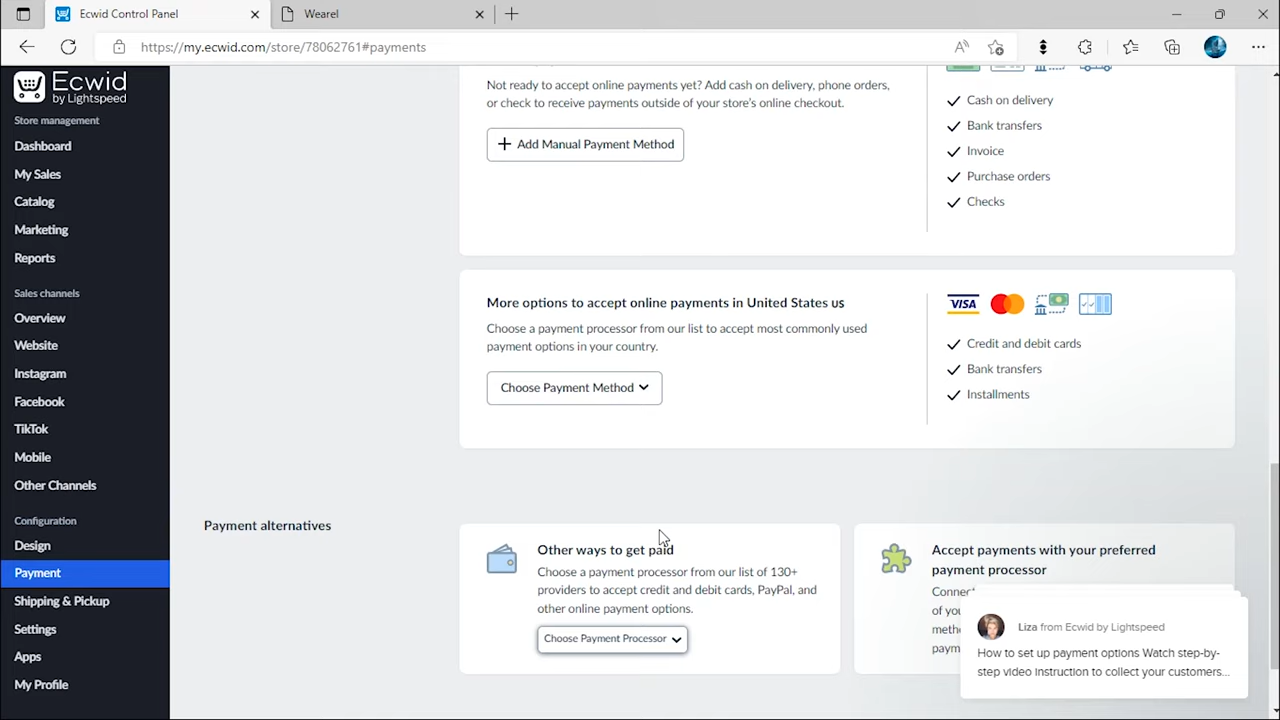 Ecwid Control Panel
Wearel
https://my.ecwid.com/store/78062761#payments
Ecwid
by Lightspeed
Store management
Dashboard
My Sales
Catalog
Marketing
Reports
Sales channels
Overview
Website
Instagram
Facebook
TikTok
Mobile
Other Channels
Configuration
Design
Payment
Shipping & Pickup
Settings
Apps
My Profile
Not ready to accept online payments yet? Add cash on delivery, phone orders,
or check to receive payments outside of your store's online checkout.
+ Add Manual Payment Method
Cash on delivery
Bank transfers
Invoice
Purchase orders
Checks
More options to accept online payments in United States us
Choose a payment processor from our list to accept most commonly used
payment options in your country.
Choose Payment Method
VISA
Credit and debit cards
Bank transfers
Installments
Payment alternatives
Other ways to get paid
Choose a payment processor from our list of 130+
providers to accept credit and debit cards, PayPal, and
other online payment options.
Choose Payment Processor
Accept payments with your preferred
payment processor
Liza from Ecwid by Lightspeed
How to set up payment options Watch step-by-
step video instruction to collect your customers...